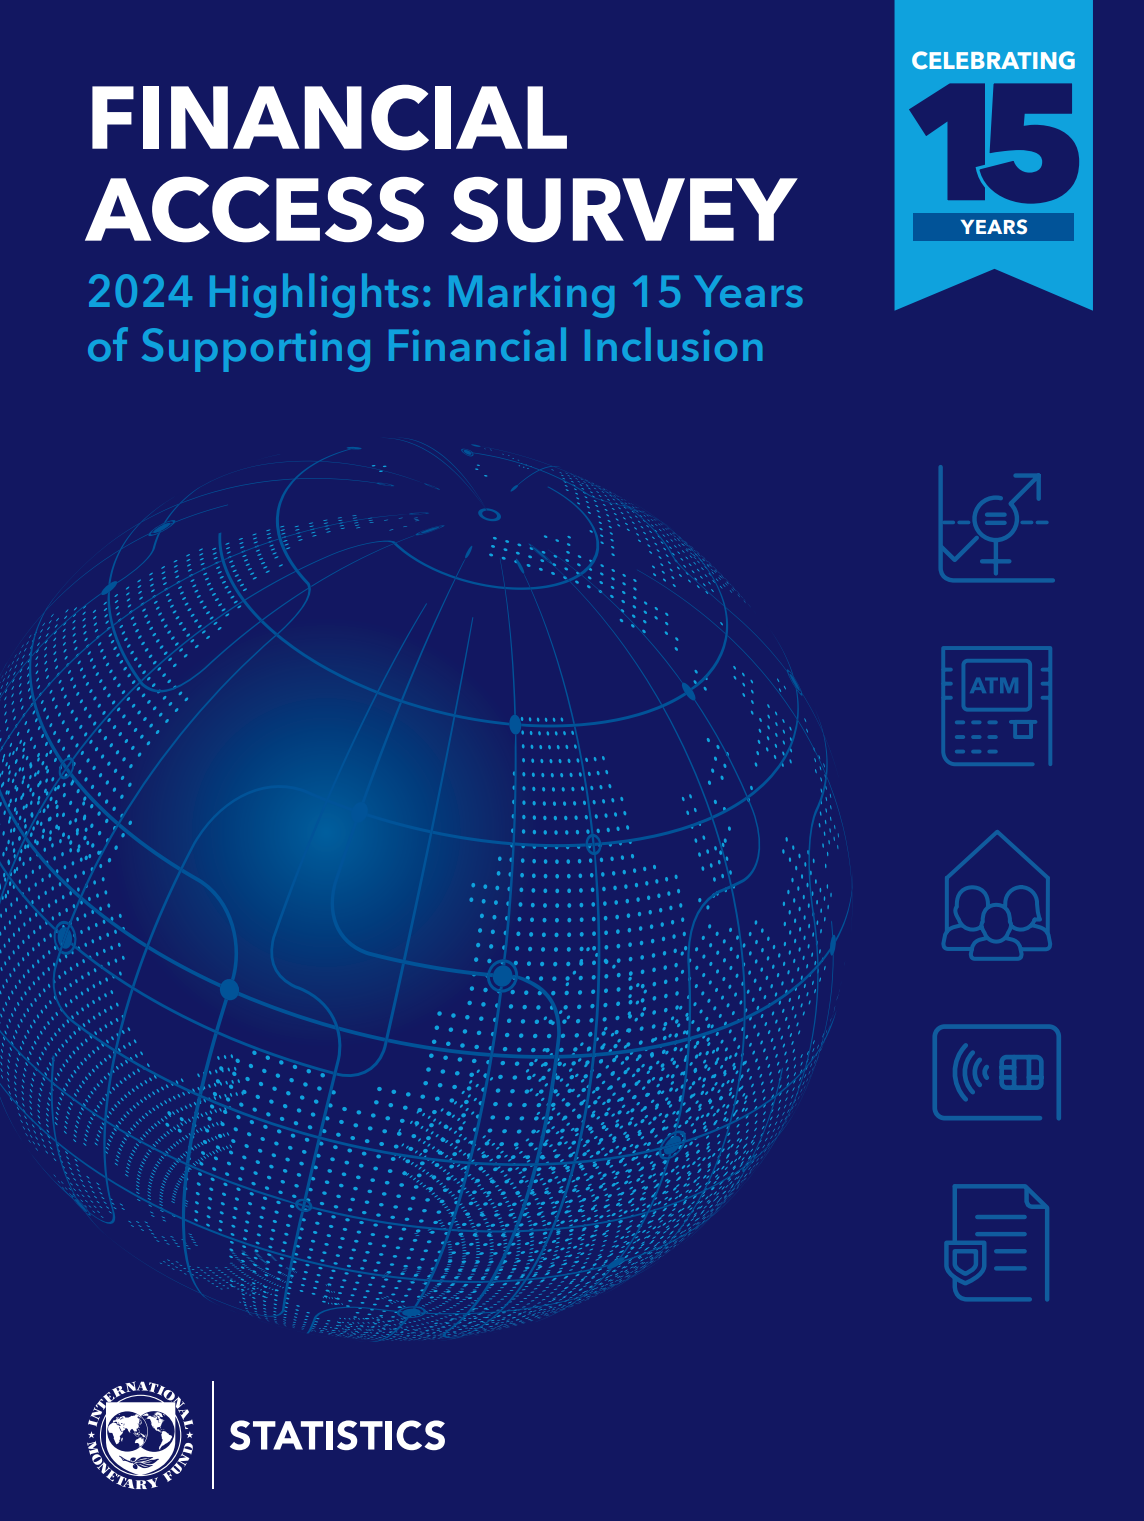 FINANCIAL
ACCESS SURVEY
2024 Highlights: Marking 15 Years
of Supporting Financial Inclusion
CELEBRATING
15
YEARS
ATM
INTERNATIONAL
MONETARY FUND
STATISTICS